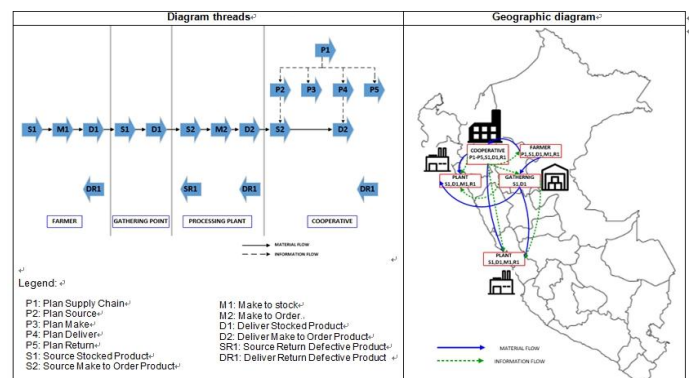 Diagram threads
Geographic diagram
P1
P2 P3 P4 P5
S1 M1 D1 S1 D1 S2 M2 D2 S2 D2
DR1 SR1 DR1 DR1
FARMER GATHERING POINT PROCESSING PLANT COOPERATIVE
MATERIAL FLOW
INFORMATION FLOW
Legend:
P1: Plan Supply Chain
P2: Plan Source
P3: Plan Make
P4: Plan Deliver
P5: Plan Return
S1: Source Stocked Product
S2: Source Make to Order Product
M1: Make to stock
M2: Make to Order.
D1: Deliver Stocked Product
D2: Deliver Make to Order Product
SR1: Source Return Defective Product
DR1: Deliver Return Defective Product
COOPERATIVE
P1-P5,S1,D1,R1
FARMER
P1,S1,D1,M1,R1
PLANT
S1,D1,M1,R1
GATHERNIG
S1,D1
PLANT
S1,D1,M1,R1
MATERIAL FLOW
INFORMATION FLOW